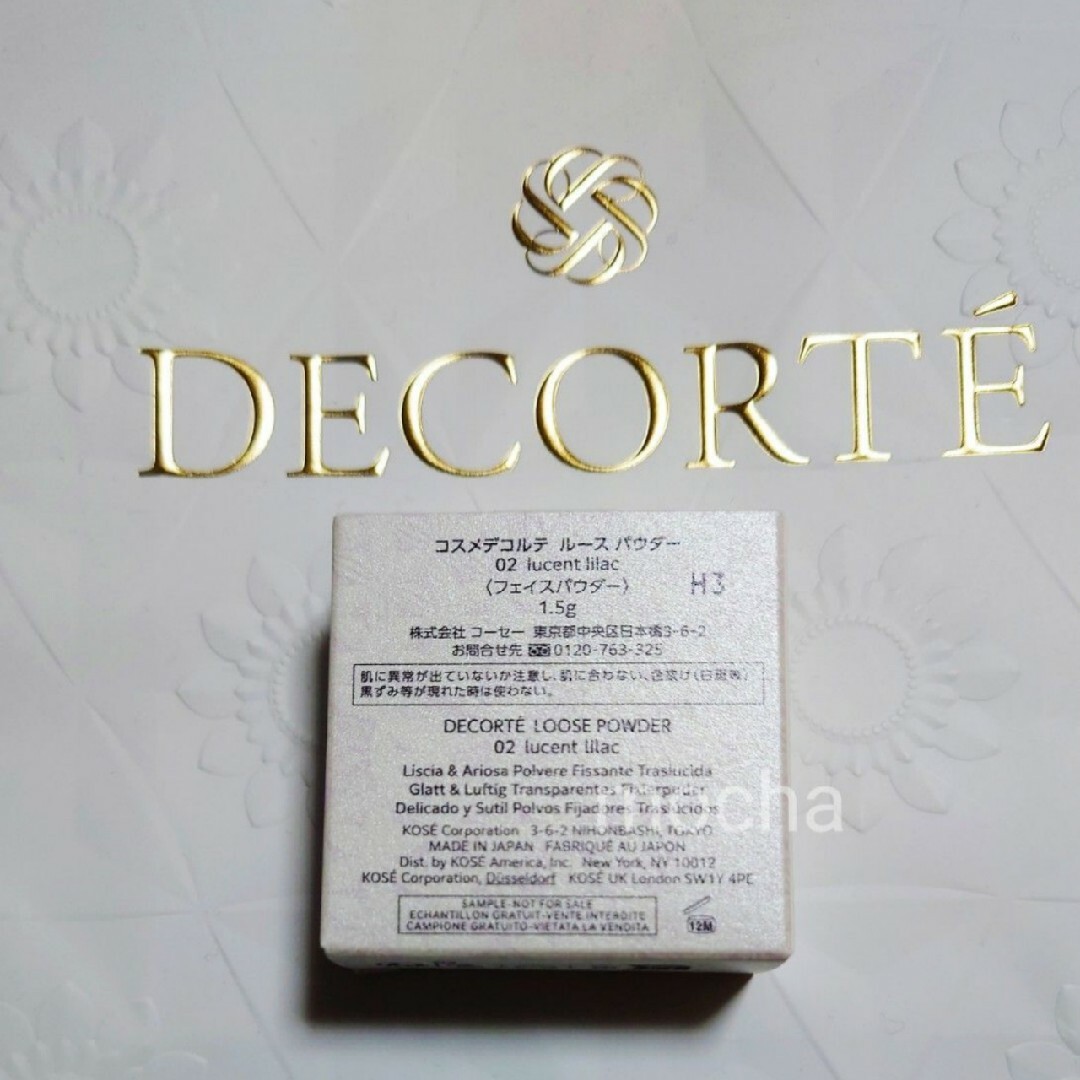 DECORTÉ
コスメデコルテ ルース パウダー
02 lucent lilac
〈フェイスパウダー〉 H3
1.5g
株式会社 コーセー 東京都中央区日本橋3-6-2
お問合せ先 0120-763-325
肌に異常が出ていないか注意し、肌に合わない、色抜け(白斑等)
黒ずみ等が現れた時は使わない。
DECORTÉ LOOSE POWDER
02 lucent lilac
Liscia & Ariosa Polvere Fissante Traslucida
Glatt & Luftig Transparentes Fixierpuder
Delicado y Sutil Polvos Fijadores Traslúcidos
mocha
KOSÉ Corporation 3-6-2 NIHONBASHI, TOKYO
MADE IN JAPAN FABRIQUÉ AU JAPON
Dist. by KOSÉ America, Inc. New York, NY 10012
KOSÉ Corporation, Düsseldorf KOSÉ UK London SW1Y 4PE
SAMPLE-NOT FOR SALE
ECHANTILLON GRATUIT-VENTE INTERDITE
CAMPIONE GRATUITO-VIETATA LA VENDITA
12M